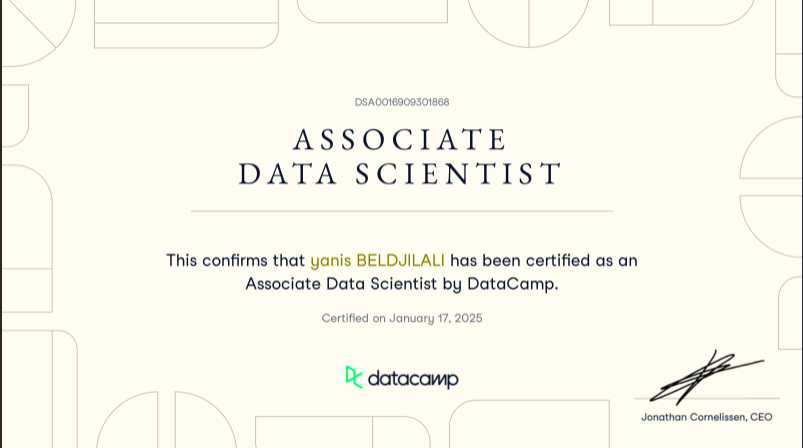 DSA0016909301868
ASSOCIATE
DATA SCIENTIST
This confirms that yanis BELDJILALI has been certified as an
Associate Data Scientist by DataCamp.
Certified on January 17, 2025
datacamp
Jonathan Cornelissen, CEO